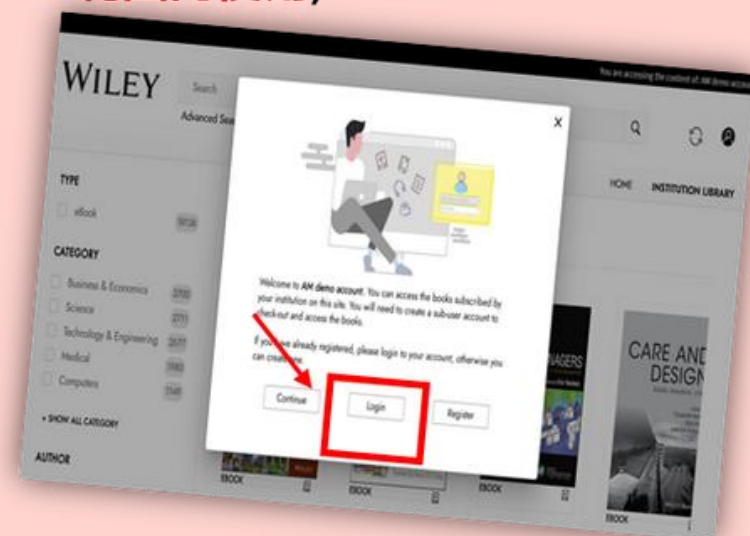 You are accessing the content of: AM demo account
WILEY
Search
Advanced Sea
HOME INSTITUTION LIBRARY
X
TYPE
eBook
CATEGORY
Business & Economics
Science
Technology & Engineering
Medical
Computers
+ SHOW ALL CATEGORY
AUTHOR
Welcome to AM demo account. You can access the books subscribed by
your institution on this site. You will need to create a sub-user account to
check-out and access the books.
If you have already registered, please login to your account, otherwise you
can create one.
Continue
Login
Register
NAGERS
CARE AND
DESIGN
EBOOK
EBOOK
EBOOK